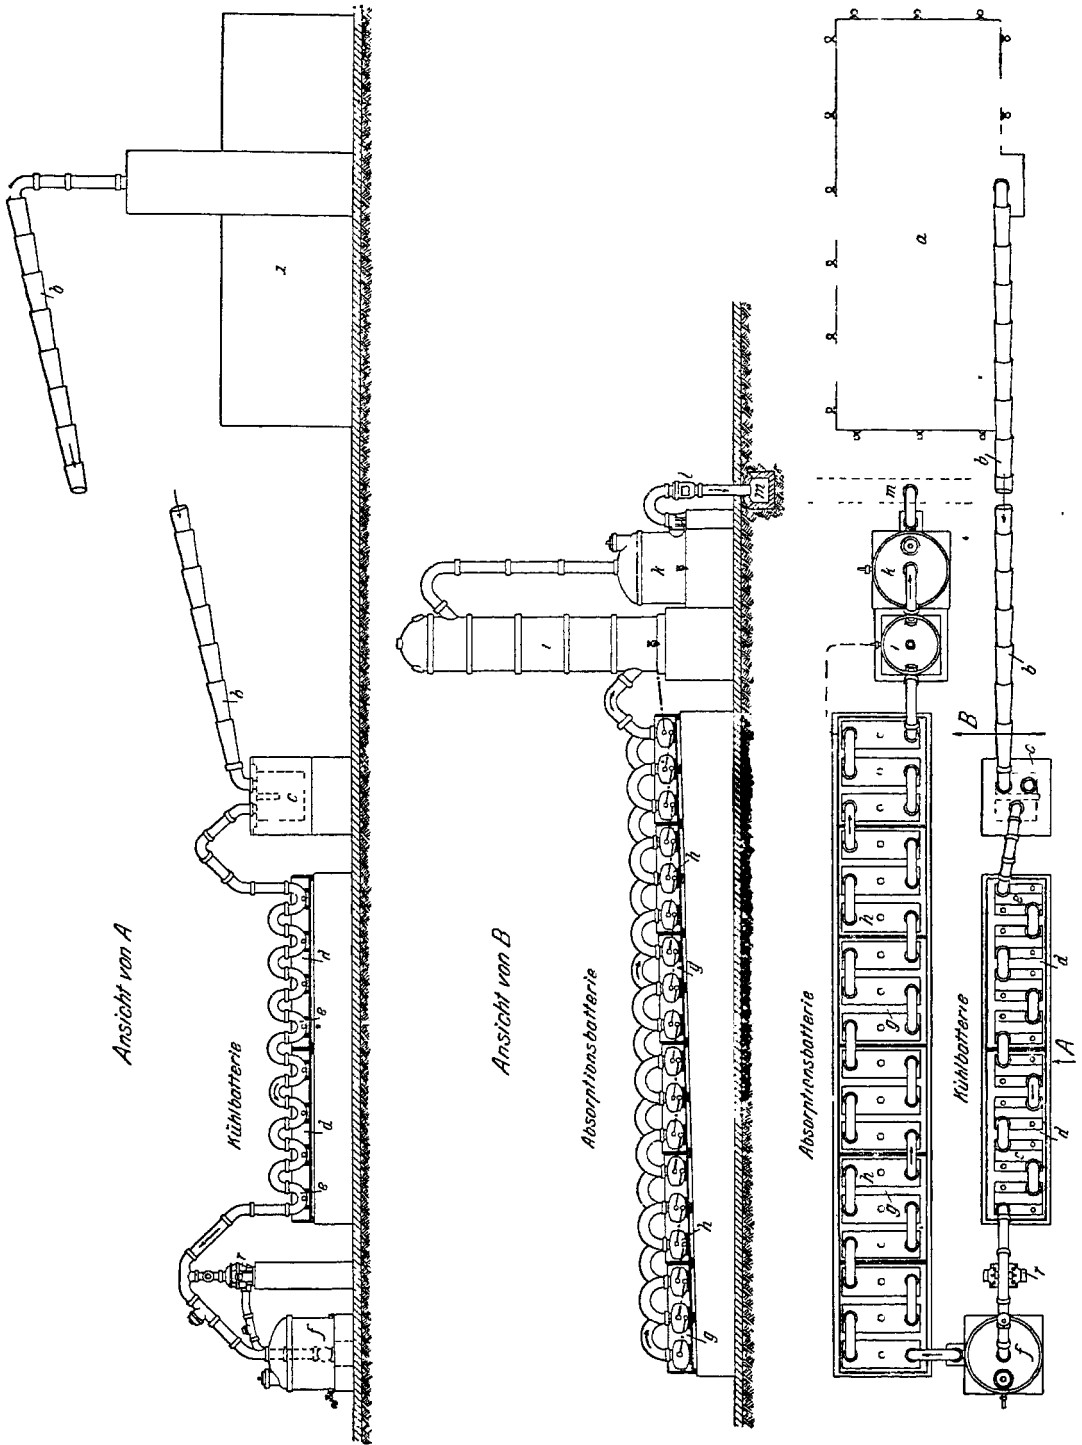 Ansicht von A
Kühlbatterie
b
b
c
d
e
d
e
r
f
Ansicht von B
Absorptionsbatterie
i
k
l
m
h
g
h
g
Absorptionsbatterie
a
m
k
i
h
g
h
g
Kühlbatterie
b
b
B
c
e
d
A
d
e
r
f